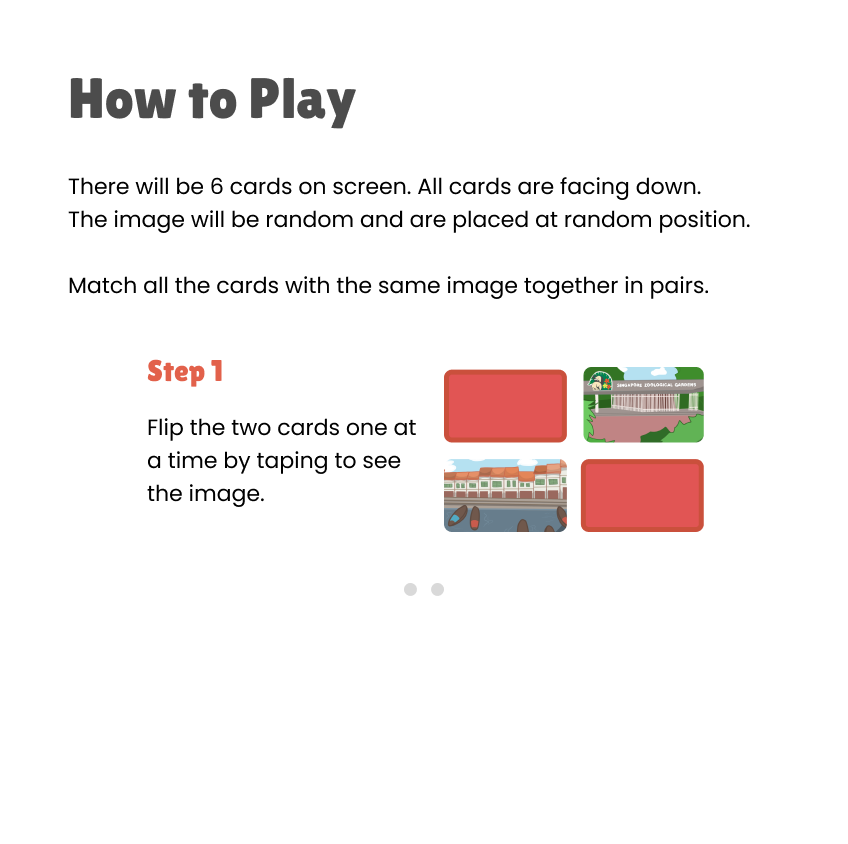 How to Play
There will be 6 cards on screen. All cards are facing down.
The image will be random and are placed at random position.
Match all the cards with the same image together in pairs.
Step 1
Flip the two cards one at
a time by taping to see
the image.
SINGAPORE ZOOLOGICAL GARDENS